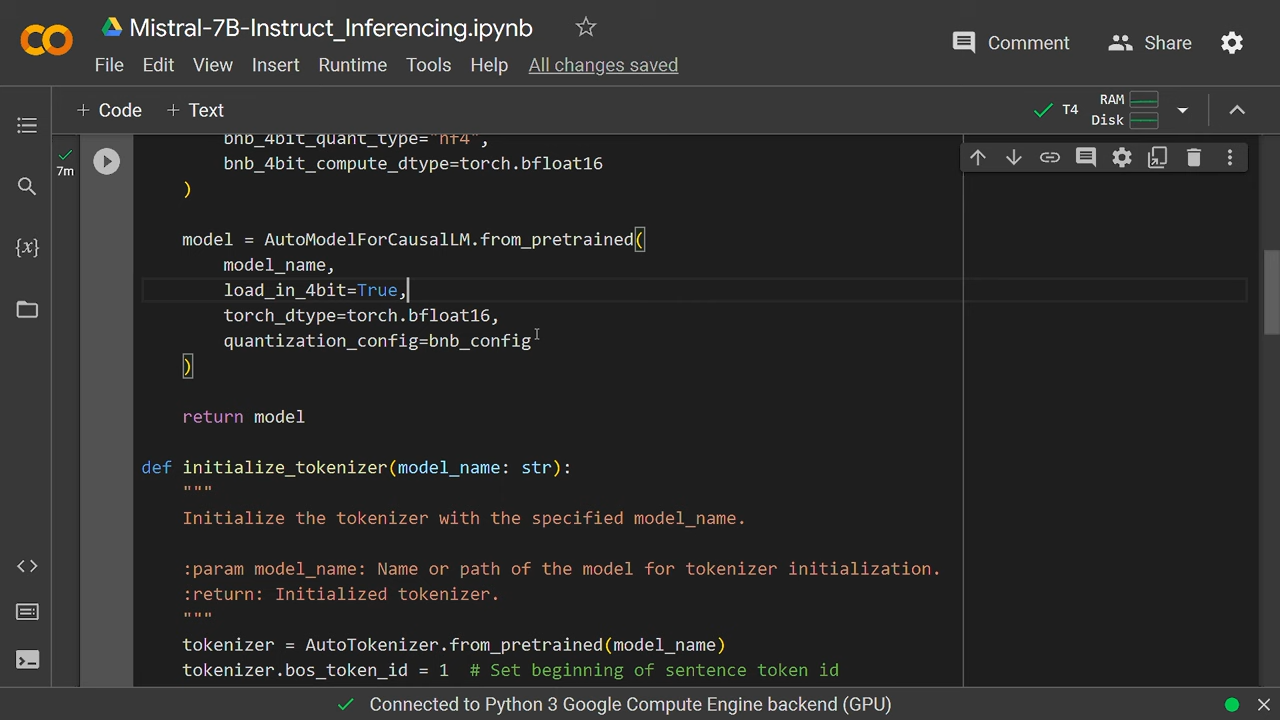 Mistral-7B-Instruct_Inferencing.ipynb
Comment
Share
File Edit View Insert Runtime Tools Help All changes saved
+ Code + Text
T4
RAM
Disk
7m
bnb_4bit_quant_type="nf4",
bnb_4bit_compute_dtype=torch.bfloat16
)
model = AutoModelForCausalLM.from_pretrained(
model_name,
load_in_4bit=True,
torch_dtype=torch.bfloat16,
quantization_config=bnb_config
)
return model
def initialize_tokenizer(model_name: str):
"""
Initialize the tokenizer with the specified model_name.
:param model_name: Name or path of the model for tokenizer initialization.
:return: Initialized tokenizer.
"""
tokenizer = AutoTokenizer.from_pretrained(model_name)
tokenizer.bos_token_id = 1  # Set beginning of sentence token id
Connected to Python 3 Google Compute Engine backend (GPU)